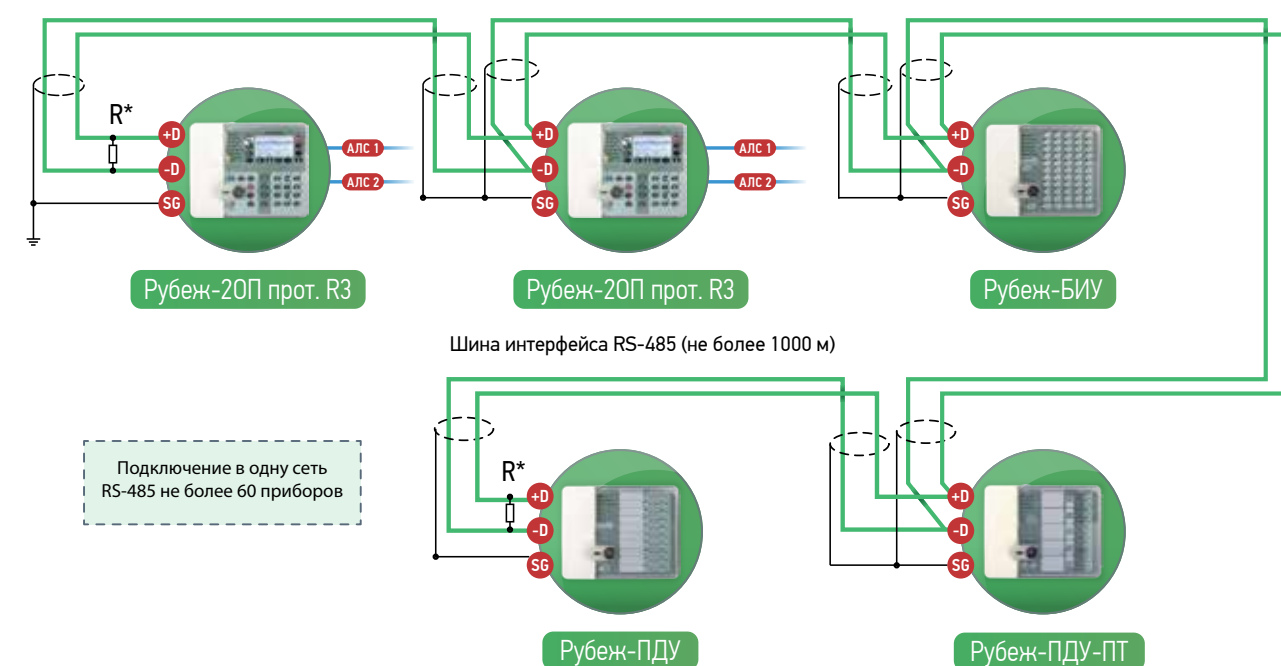 R*
+D
-D
SG
АЛС 1
АЛС 2
Рубеж-2ОП прот. R3
+D
-D
SG
АЛС 1
АЛС 2
Рубеж-2ОП прот. R3
+D
-D
SG
Рубеж-БИУ
Шина интерфейса RS-485 (не более 1000 м)
Подключение в одну сеть
RS-485 не более 60 приборов
R*
+D
-D
SG
Рубеж-ПДУ
+D
-D
SG
Рубеж-ПДУ-ПТ